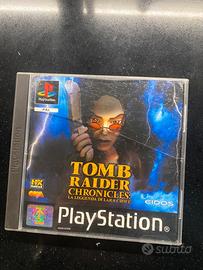 PlayStation
PAL
TOMB
RAIDER
CHRONICLES
LA LEGGENDA DI LARA CROFT
EIDOS
PlayStation
subito